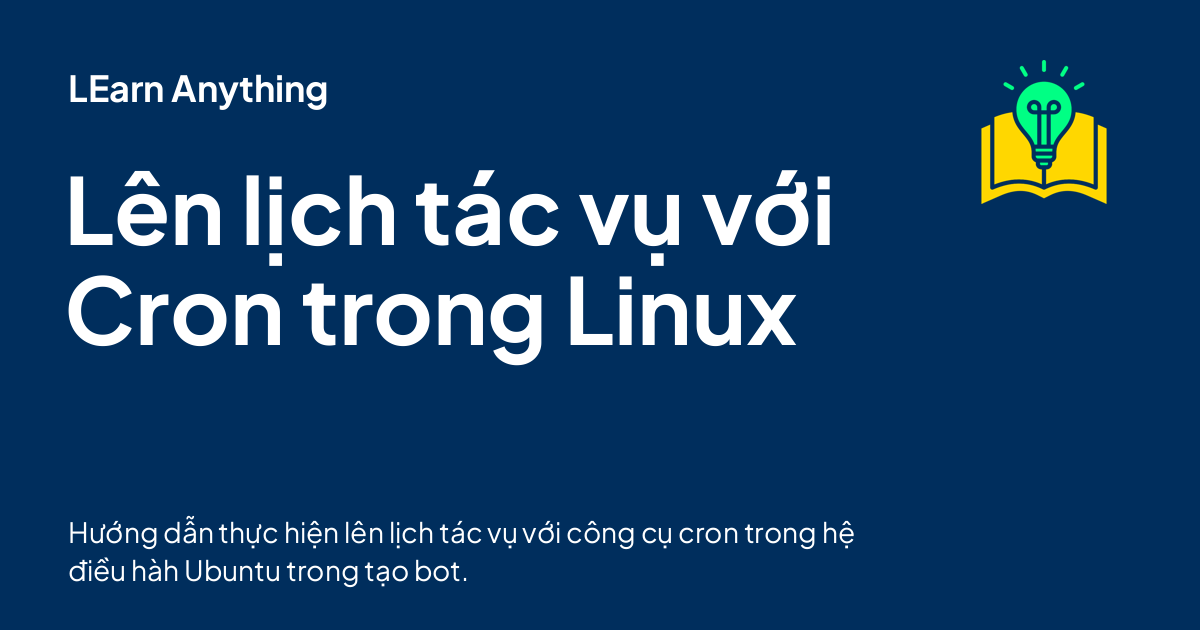 LEarn Anything
Lên lịch tác vụ với
Cron trong Linux
Hướng dẫn thực hiện lên lịch tác vụ với công cụ cron trong hệ
điều hàh Ubuntu trong tạo bot.